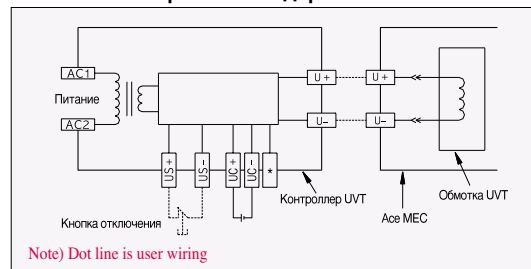 AC1
U+
U+
Питание
AC2
U-
U-
US+
US-
UC+
UC-
*
Контроллер UVT
Обмотка UVT
Кнопка отключения
Ace MEC
Note) Dot line is user wiring